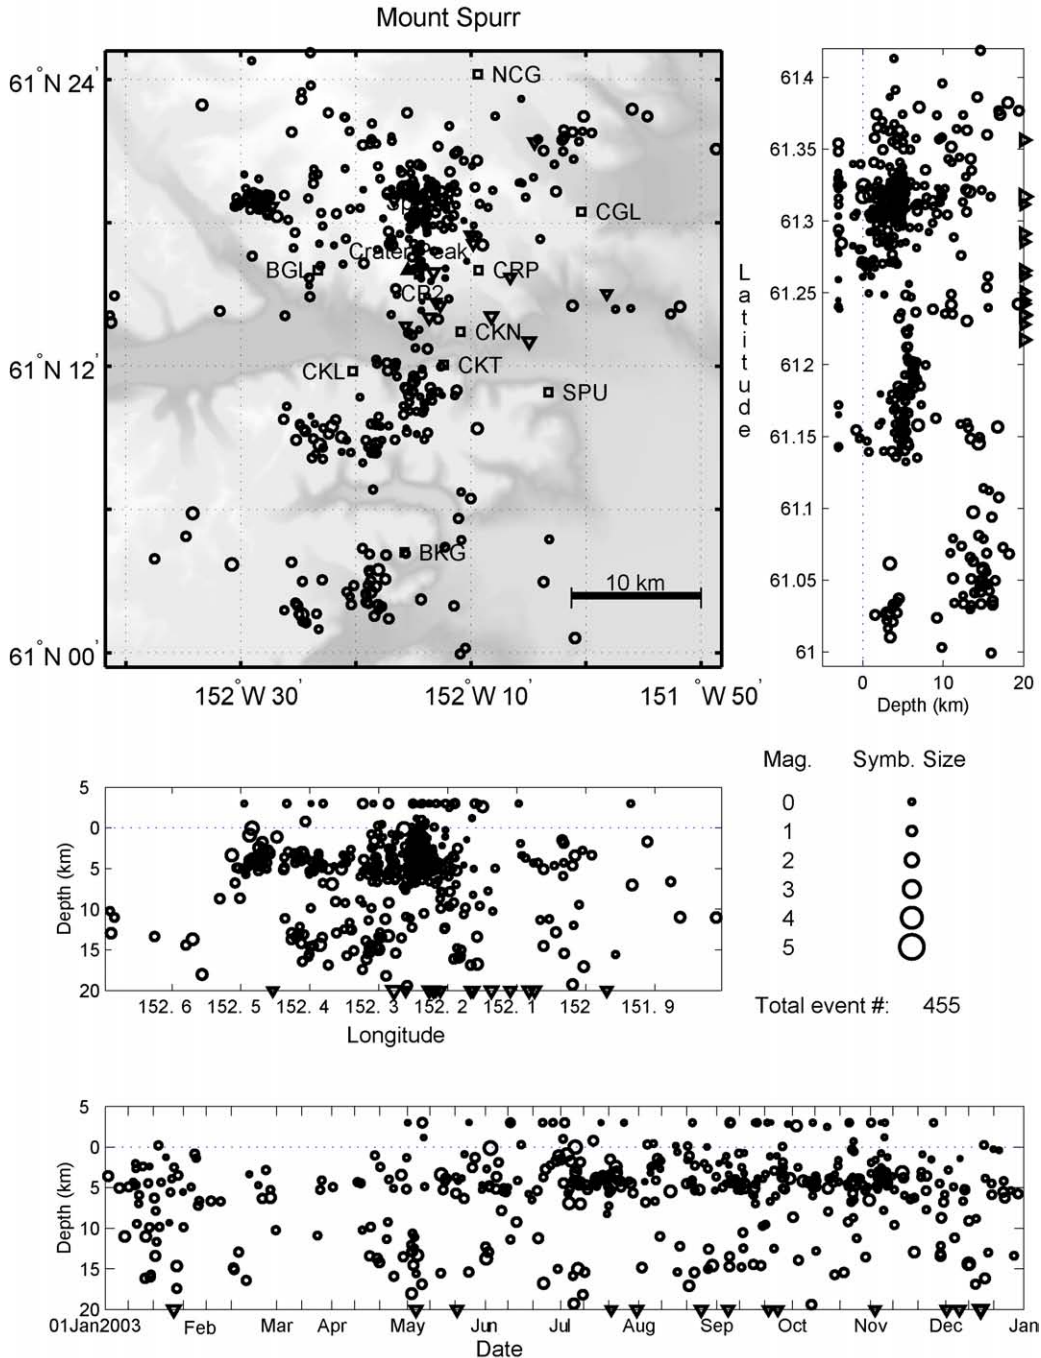 Mount Spurr
61°N 24'
61°N 12'
61°N 00'
152°W 30'
152°W 10'
151°W 50'
NCG
CGL
Crater Peak
BGL
CRP
CP2
CKN
CKT
CKL
SPU
BKG
10 km
Latitude
61.4
61.35
61.3
61.25
61.2
61.15
61.1
61.05
61
0
10
20
Depth (km)
5
0
5
10
15
20
Depth (km)
152.6
152.5
152.4
152.3
152.2
152.1
152
151.9
Longitude
Mag. Symb. Size
0
1
2
3
4
5
Total event #: 455
5
0
5
10
15
20
Depth (km)
01Jan2003 Feb Mar Apr May Jun Jul Aug Sep Oct Nov Dec Jan
Date